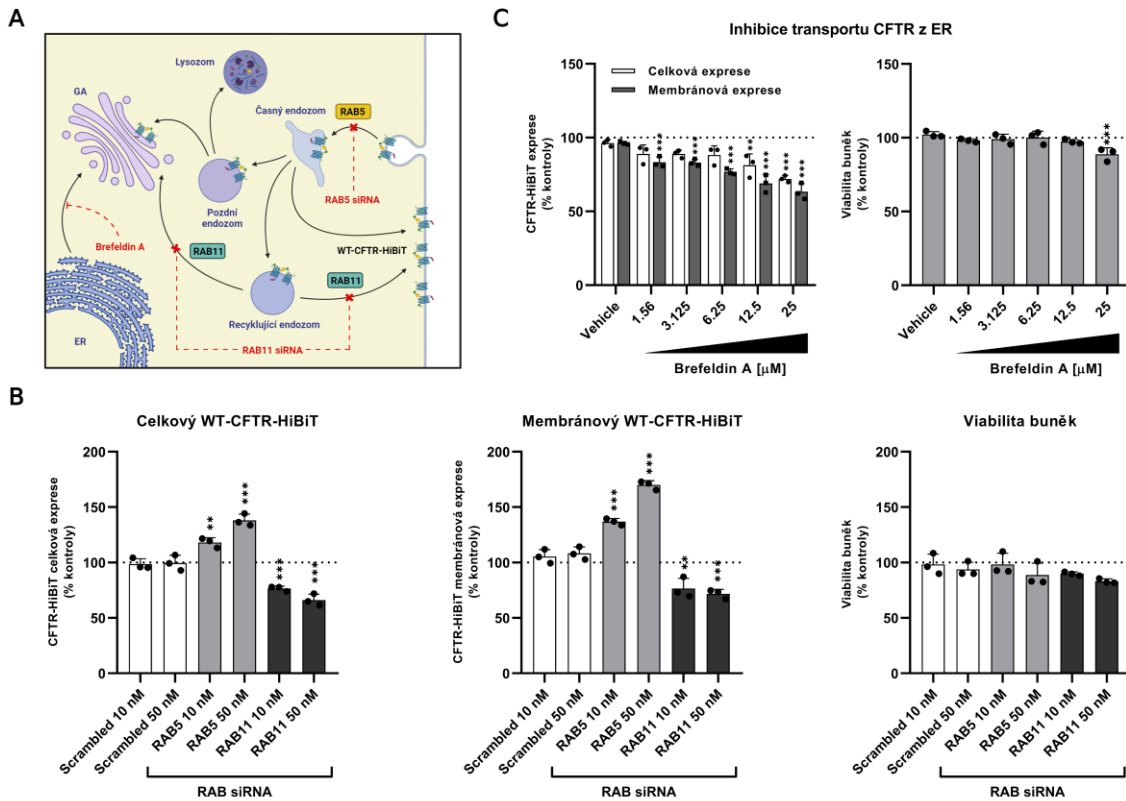 A
Lysozom
GA
Časný endozom
RAB5
Pozdní
endozom
RAB5 siRNA
Brefeldin A
RAB11
WT-CFTR-HiBiT
RAB11
Recyklující endozom
ER
RAB11 siRNA
C
Inhibice transportu CFTR z ER
CFTR-HiBiT exprese
(% kontroly)
150
100
50
0
Celková exprese
Membránová exprese
***
***
***
**
***
***
***
Vehicle
1.56
3.125
6.25
12.5
25
Brefeldin A [µM]
Viabilita buněk
(% kontroly)
150
100
50
0
***
Vehicle
1.56
3.125
6.25
12.5
25
Brefeldin A [µM]
B
Celkový WT-CFTR-HiBiT
CFTR-HiBiT celková exprese
(% kontroly)
200
150
100
50
0
**
***
***
***
Scrambled 10 nM
Scrambled 50 nM
RAB5 10 nM
RAB5 50 nM
RAB11 10 nM
RAB11 50 nM
RAB siRNA
Membránový WT-CFTR-HiBiT
CFTR-HiBiT membránová exprese
(% kontroly)
200
150
100
50
0
***
***
**
***
Scrambled 10 nM
Scrambled 50 nM
RAB5 10 nM
RAB5 50 nM
RAB11 10 nM
RAB11 50 nM
RAB siRNA
Viabilita buněk
Viabilita buněk
(% kontroly)
200
150
100
50
0
Scrambled 10 nM
Scrambled 50 nM
RAB5 10 nM
RAB5 50 nM
RAB11 10 nM
RAB11 50 nM
RAB siRNA